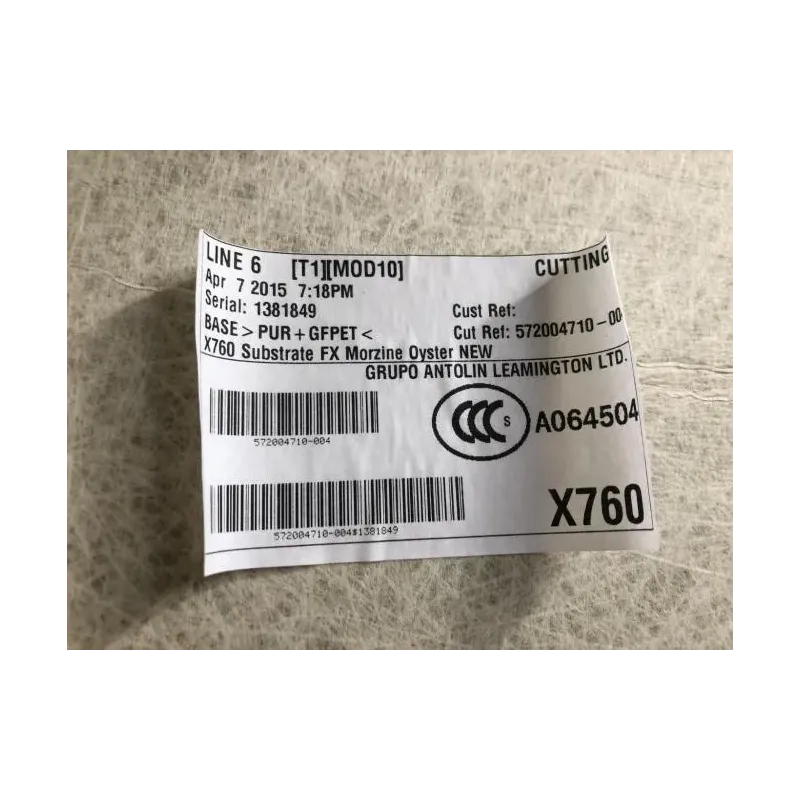 LINE 6 [T1][MOD10] CUTTING
Apr 7 2015 7:18PM
Serial: 1381849 Cust Ref:
BASE > PUR + GFPET < Cut Ref: 572004710-00
X760 Substrate FX Morzine Oyster NEW
GRUPO ANTOLIN LEAMINGTON LTD.
CCC S A064504
572004710-004
X760
572004710-004$1381849